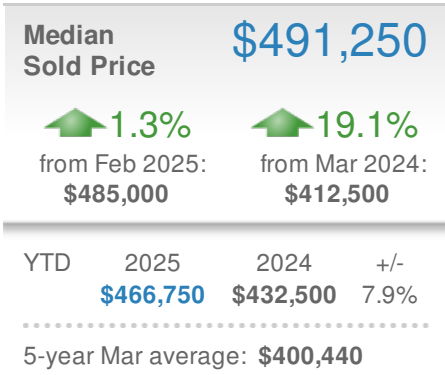 Median $491,250
Sold Price
1.3% 19.1%
from Feb 2025: from Mar 2024:
$485,000 $412,500
YTD 2025 2024 +/-
$466,750 $432,500 7.9%
5-year Mar average: $400,440